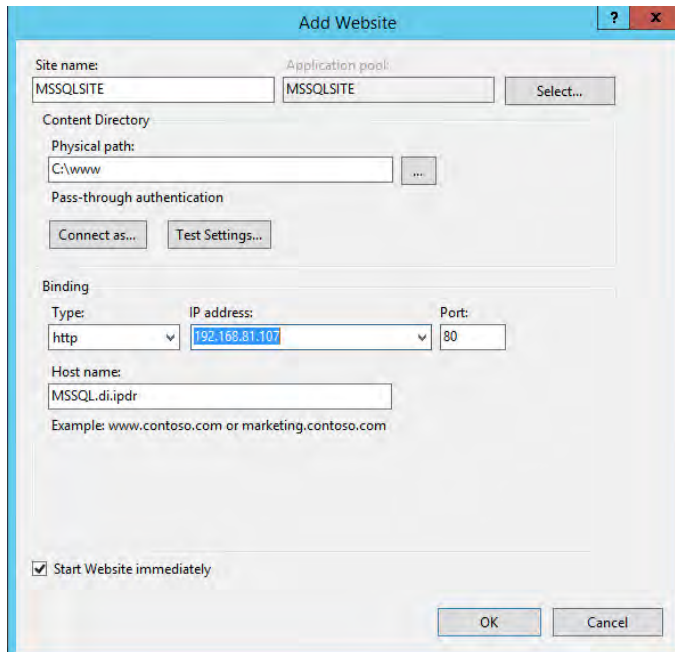 Add Website
?
x
Site name:
Application pool:
MSSQLSITE
MSSQLSITE
Select...
Content Directory
Physical path:
C:\www
...
Pass-through authentication
Connect as...
Test Settings...
Binding
Type:
IP address:
Port:
http
192.168.81.107
80
Host name:
MSSQL.di.ipdr
Example: www.contoso.com or marketing.contoso.com
Start Website immediately
OK
Cancel